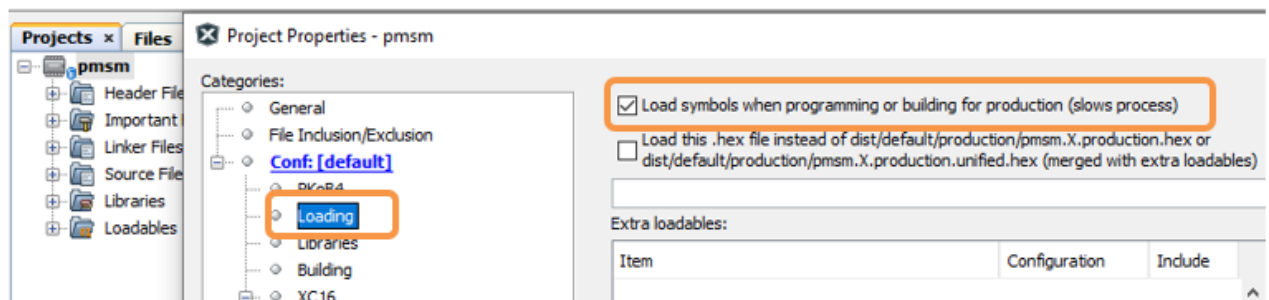 Projects × Files
Project Properties - pmsm
pmsm
Header File
Important
Linker Files
Source File
Libraries
Loadables
Categories:
General
File Inclusion/Exclusion
Conf: [default]
PKoB4
Loading
Libraries
Building
XC16
Load symbols when programming or building for production (slows process)
Load this .hex file instead of dist/default/production/pmsm.X.production.hex or
dist/default/production/pmsm.X.production.unified.hex (merged with extra loadables)
Extra loadables:
Item Configuration Include